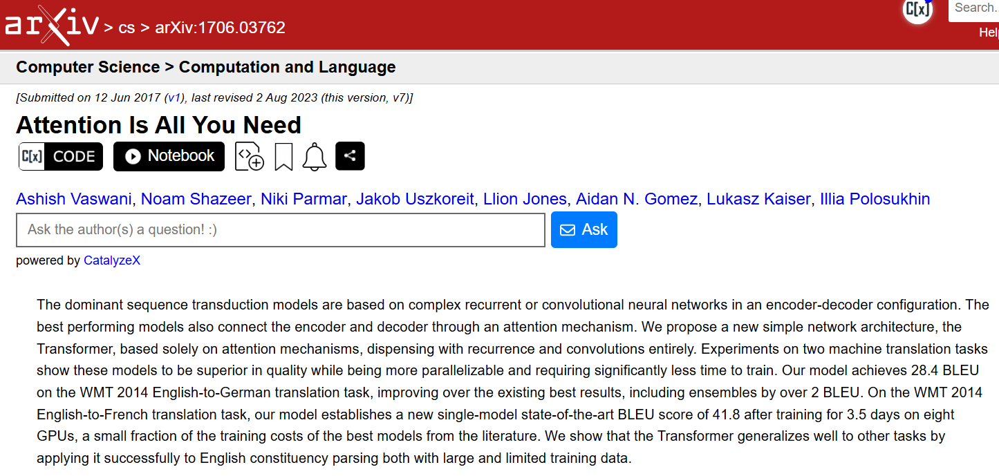 arXiv > cs > arXiv:1706.03762
C[x]
Search..
Help
Computer Science > Computation and Language
[Submitted on 12 Jun 2017 (v1), last revised 2 Aug 2023 (this version, v7)]
Attention Is All You Need
C[x] CODE Notebook
Ashish Vaswani, Noam Shazeer, Niki Parmar, Jakob Uszkoreit, Llion Jones, Aidan N. Gomez, Lukasz Kaiser, Illia Polosukhin
Ask the author(s) a question! :) Ask
powered by CatalyzeX
The dominant sequence transduction models are based on complex recurrent or convolutional neural networks in an encoder-decoder configuration. The
best performing models also connect the encoder and decoder through an attention mechanism. We propose a new simple network architecture, the
Transformer, based solely on attention mechanisms, dispensing with recurrence and convolutions entirely. Experiments on two machine translation tasks
show these models to be superior in quality while being more parallelizable and requiring significantly less time to train. Our model achieves 28.4 BLEU
on the WMT 2014 English-to-German translation task, improving over the existing best results, including ensembles by over 2 BLEU. On the WMT 2014
English-to-French translation task, our model establishes a new single-model state-of-the-art BLEU score of 41.8 after training for 3.5 days on eight
GPUs, a small fraction of the training costs of the best models from the literature. We show that the Transformer generalizes well to other tasks by
applying it successfully to English constituency parsing both with large and limited training data.